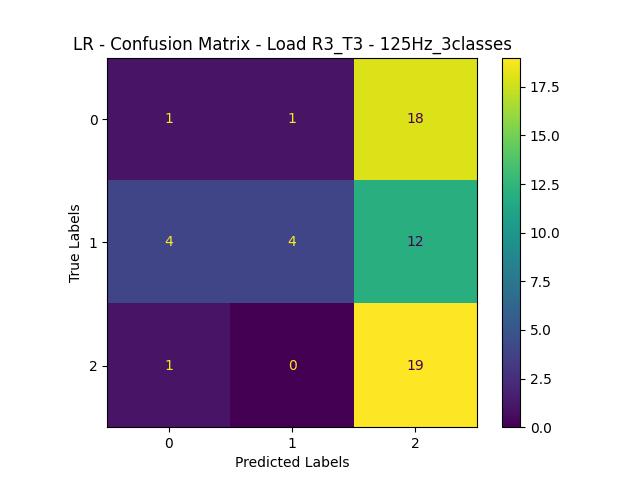 LR - Confusion Matrix - Load R3_T3 - 125Hz_3classes
True Labels
0 1 1 18
1 4 4 12
2 1 0 19
0 1 2
Predicted Labels
17.5
15.0
12.5
10.0
7.5
5.0
2.5
0.0